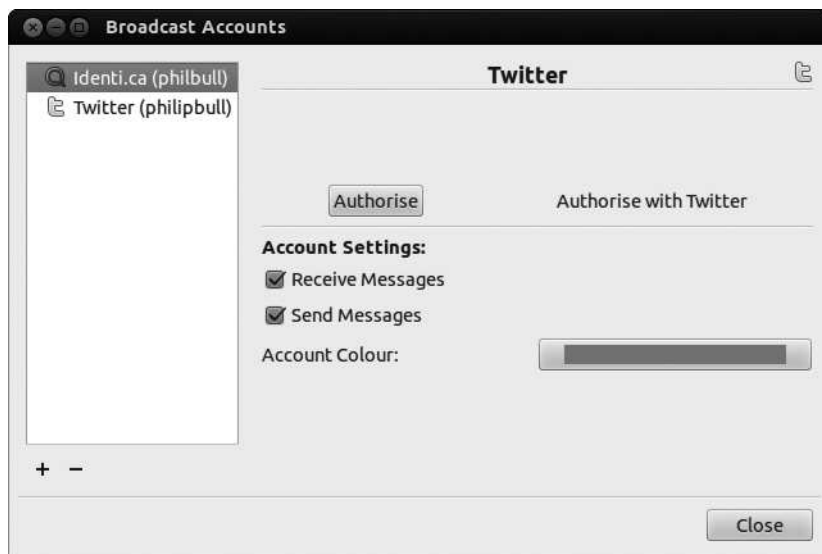 Broadcast Accounts
Identi.ca (philbull)
Twitter (philipbull)
Twitter
Authorise
Authorise with Twitter
Account Settings:
Receive Messages
Send Messages
Account Colour:
+ −
Close